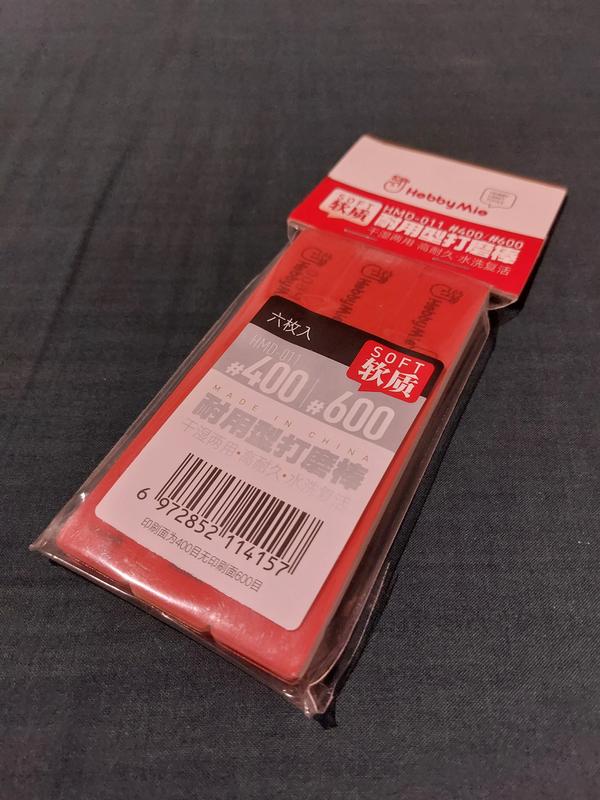 HobbyMio
SOFT
软质
HMD-011 #400/#600
耐用型打磨棒
干湿两用·高耐久·水洗复活
HobbyMio
HobbyMio
HobbyMio
六枚入
HMD-011
SOFT
软质
#400 #600
MADE IN CHINA
耐用型打磨棒
干湿两用·高耐久·水洗复活
6 972852 114157
印刷面为400目无印刷面600目